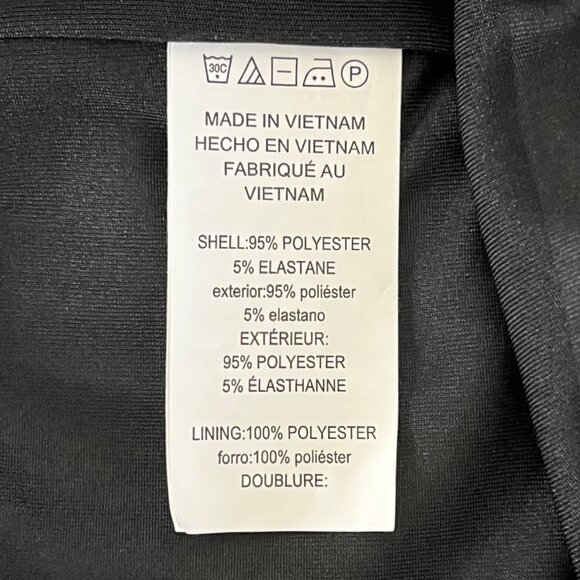 30C P
MADE IN VIETNAM
HECHO EN VIETNAM
FABRIQUÉ AU
VIETNAM
SHELL:95% POLYESTER
5% ELASTANE
exterior:95% poliéster
5% elastano
EXTÉRIEUR:
95% POLYESTER
5% ÉLASTHANNE
LINING:100% POLYESTER
forro:100% poliéster
DOUBLURE: